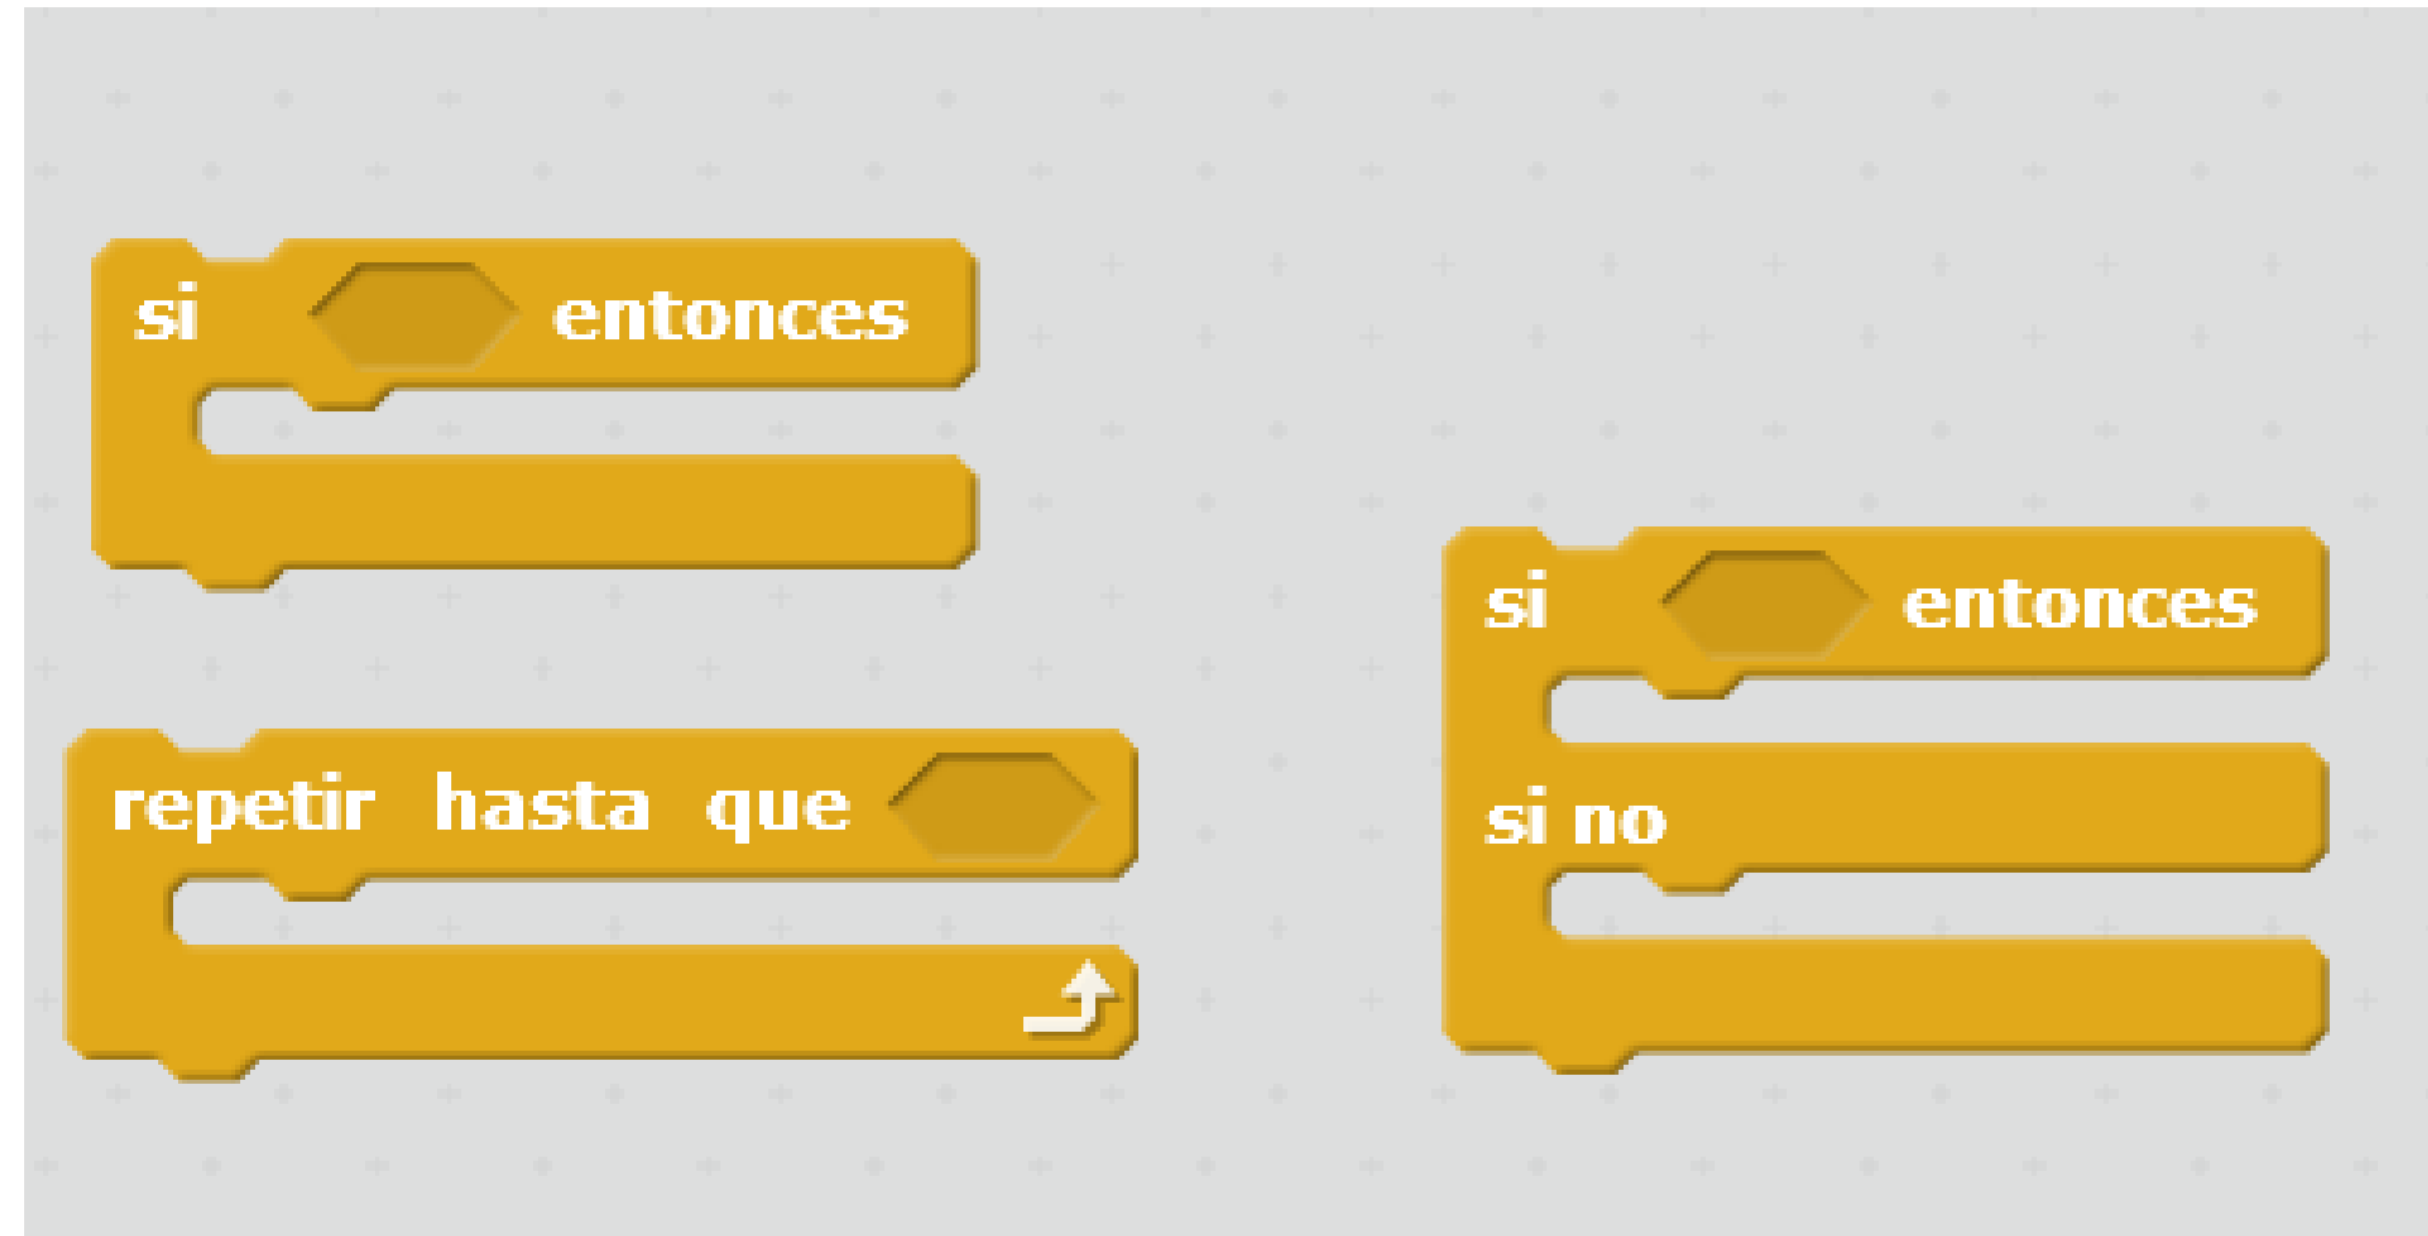 si entonces
repetir hasta que
si entonces
si no